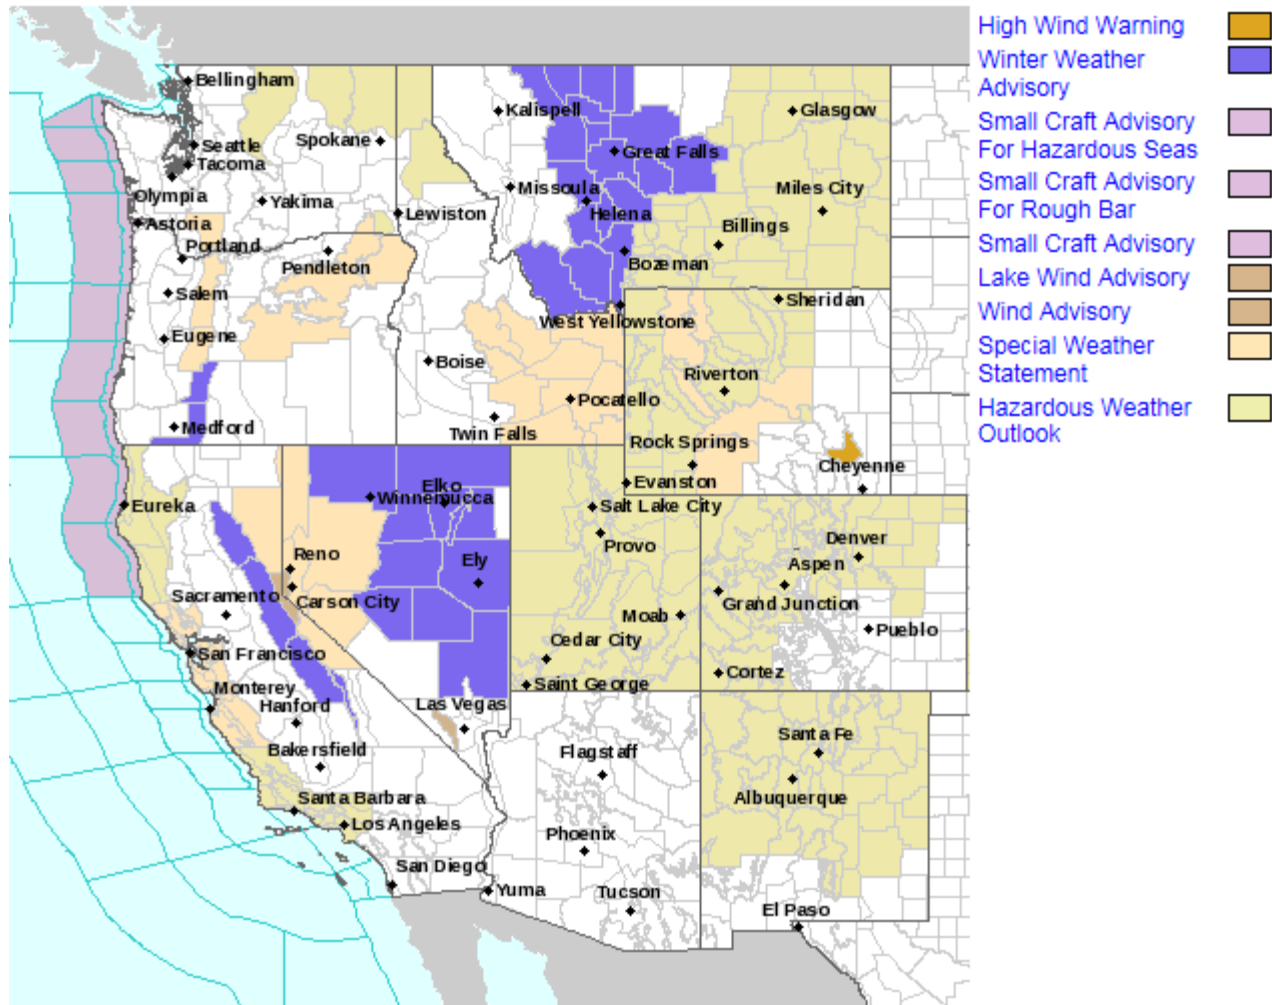 High Wind Warning
Winter Weather
Advisory
Small Craft Advisory
For Hazardous Seas
Small Craft Advisory
For Rough Bar
Small Craft Advisory
Lake Wind Advisory
Wind Advisory
Special Weather
Statement
Hazardous Weather
Outlook
Bellingham
Kalispell
Glasgow
Seattle
Spokane
Great Falls
Tacoma
Missoula
Miles City
Olympia
Yakima
Helena
Lewiston
Astoria
Billings
Portland
Pendleton
Bozeman
Salem
Sheridan
West Yellowstone
Eugene
Boise
Riverton
Pocatello
Medford
Twin Falls
Rock Springs
Cheyenne
Evanston
Elko
Winnemucca
Eureka
Salt Lake City
Denver
Provo
Reno
Ely
Aspen
Sacramento
Carson City
Grand Junction
Moab
Pueblo
Cedar City
San Francisco
Cortez
Saint George
Monterey
Hanford
Las Vegas
Santa Fe
Bakersfield
Flagstaff
Santa Barbara
Albuquerque
Los Angeles
Phoenix
San Diego
Yuma
Tucson
El Paso